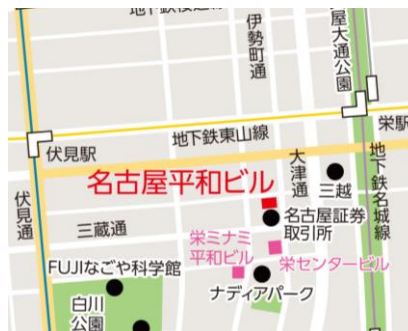 伊勢町通
屋大通公園
栄駅
地下鉄東山線
伏見駅
名古屋平和ビル
大津通
三越
地下鉄名城線
伏見通
三蔵通
名古屋証券
取引所
栄ミナミ
平和ビル
栄センタービル
FUJIなごや科学館
ナディアパーク
白川
公園